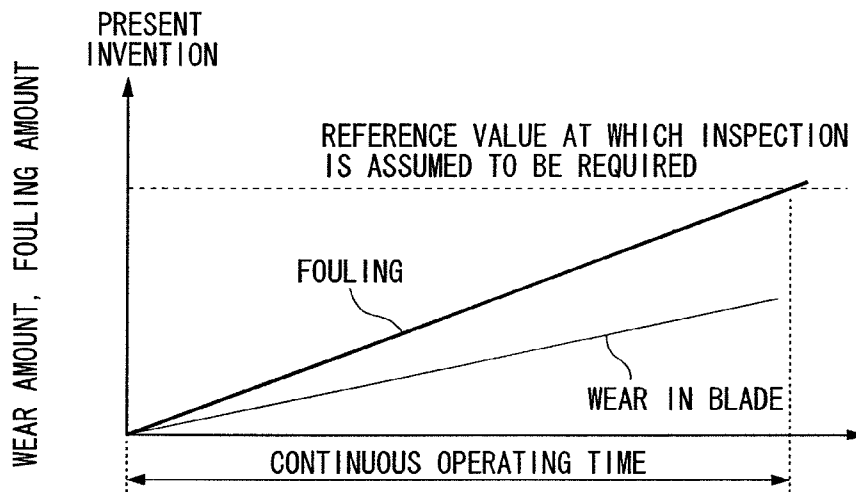 PRESENT
INVENTION
WEAR AMOUNT, FOULING AMOUNT
REFERENCE VALUE AT WHICH INSPECTION
IS ASSUMED TO BE REQUIRED
FOULING
WEAR IN BLADE
CONTINUOUS OPERATING TIME